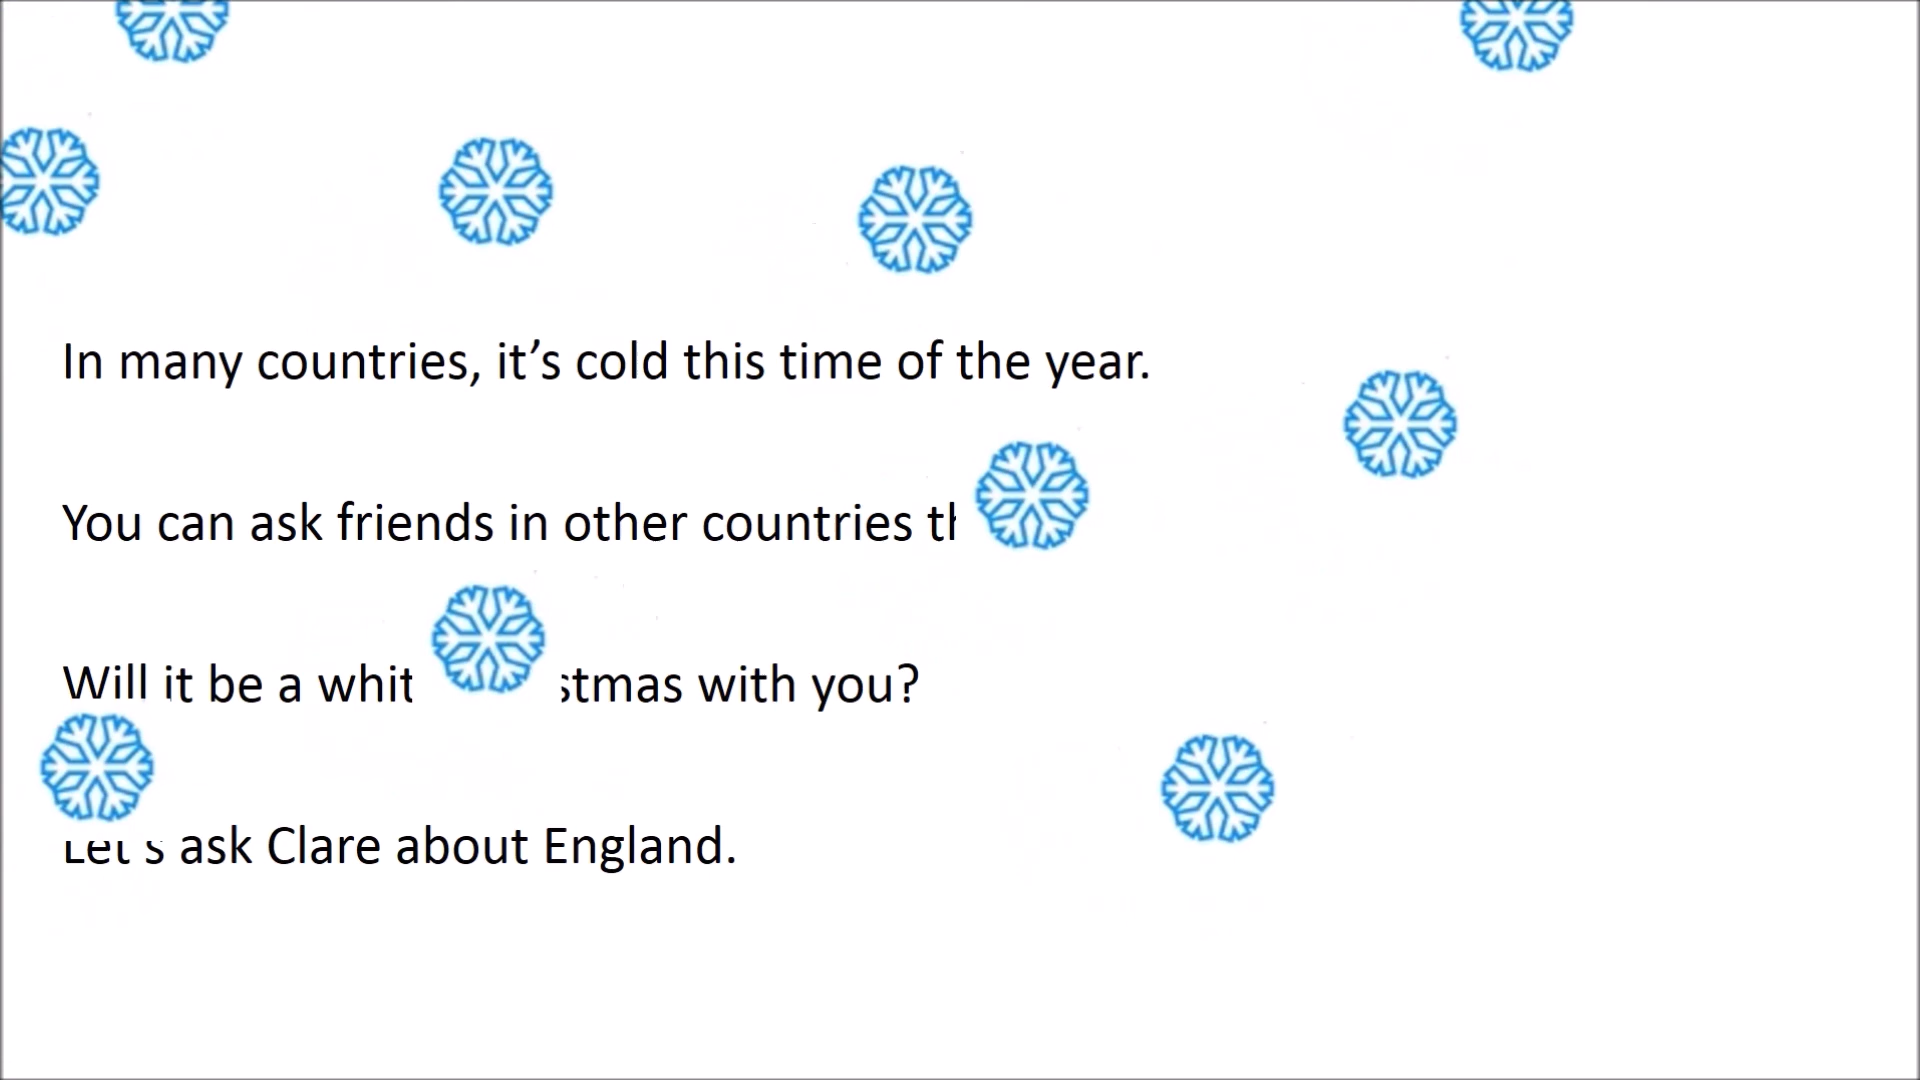 In many countries, it’s cold this time of the year.
You can ask friends in other countries
Will it be a with you?
Let's ask Clare about England.